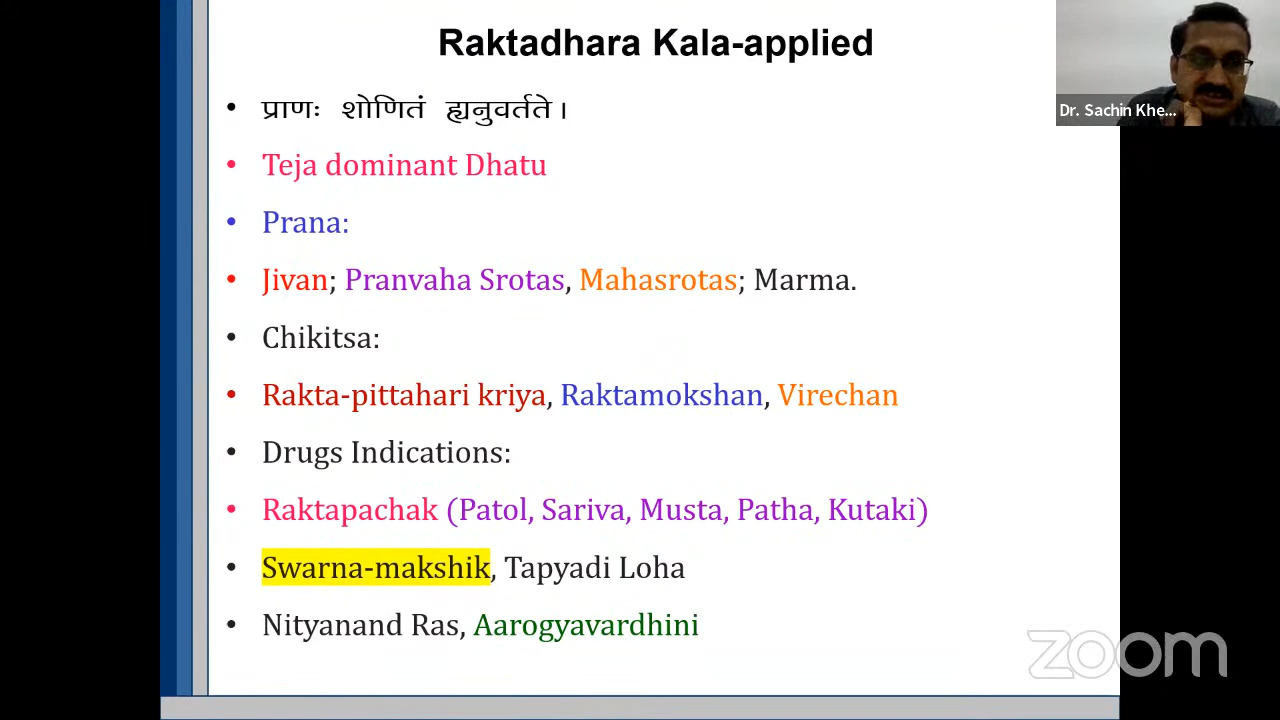 Raktadhara Kala-applied
Dr. Sachin Khe...
• प्राणः शोणितं ह्यनुवर्तते ।
• Teja dominant Dhatu
• Prana:
• Jivan; Pranvaha Srotas, Mahasrotas; Marma.
• Chikitsa:
• Rakta-pittahari kriya, Raktamokshan, Virechan
• Drugs Indications:
• Raktapachak (Patol, Sariva, Musta, Patha, Kutaki)
• Swarna-makshik, Tapyadi Loha
• Nityanand Ras, Aarogyavardhini
zoom